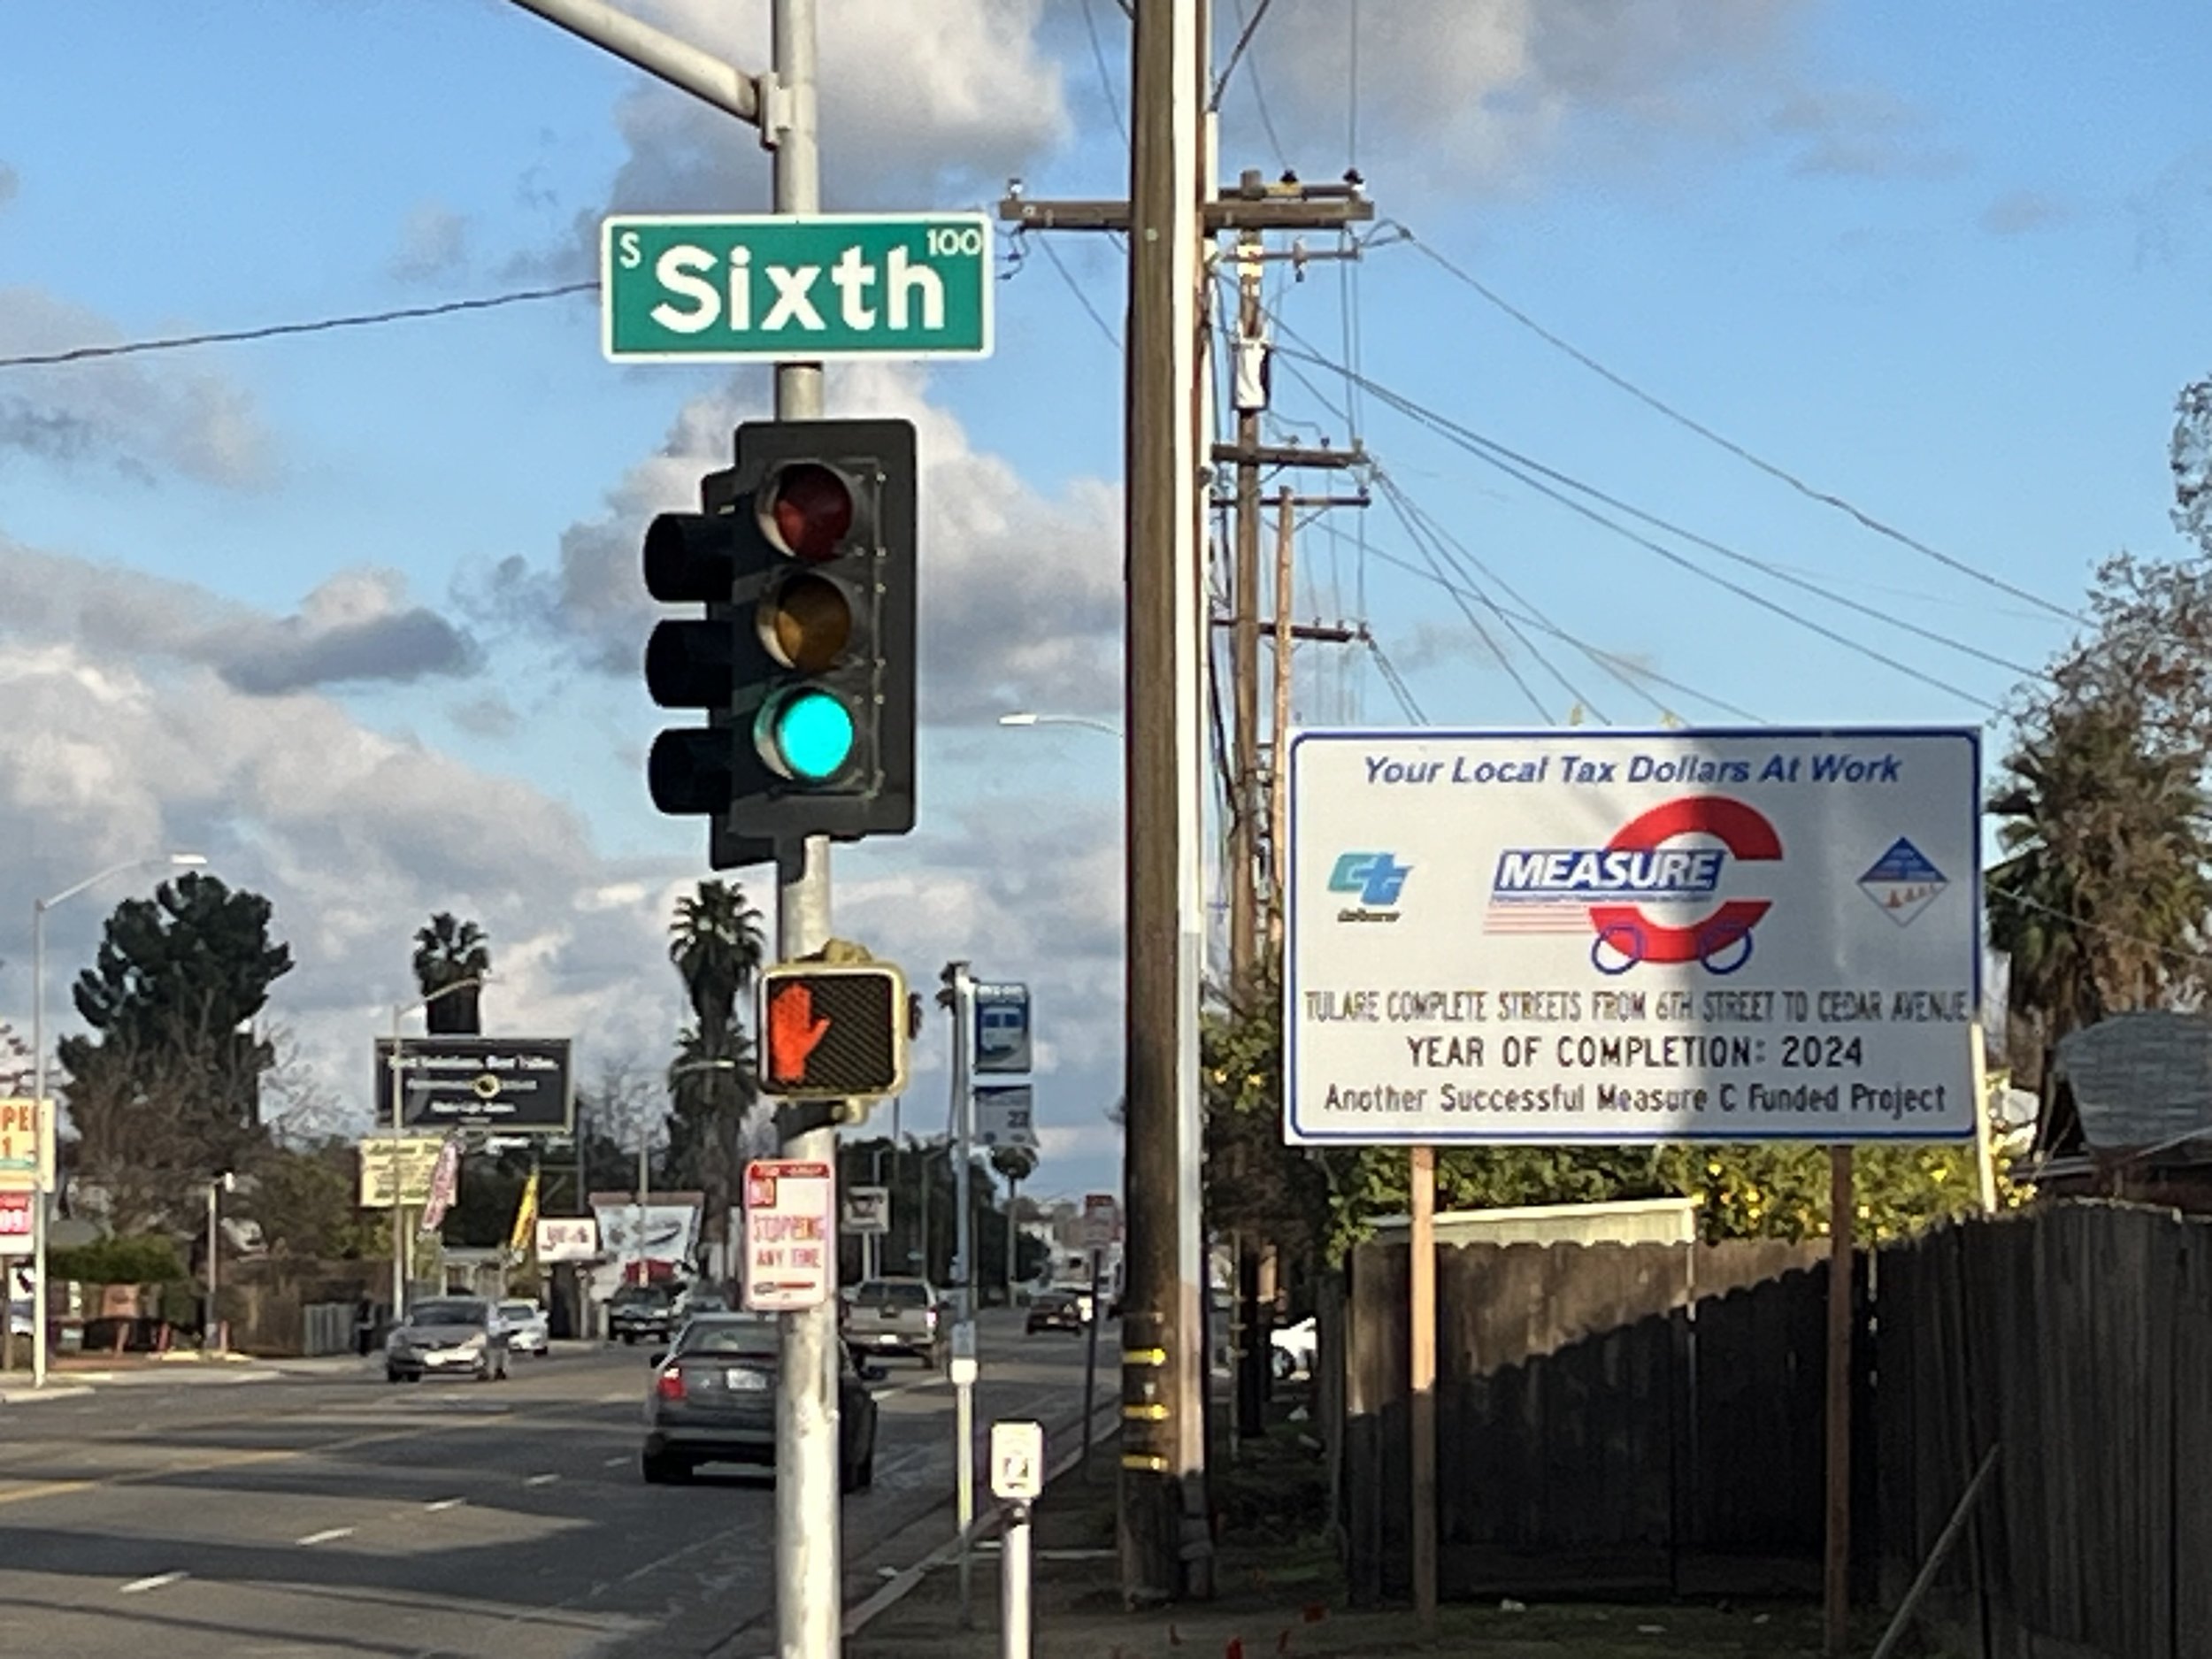 S Sixth 100
Your Local Tax Dollars At Work
MEASURE C
TULARE COMPLETE STREETS FROM 6TH STREET TO CEDAR AVENUE
YEAR OF COMPLETION: 2024
Another Successful Measure C Funded Project
22
NO
STOPPING
ANY TIME